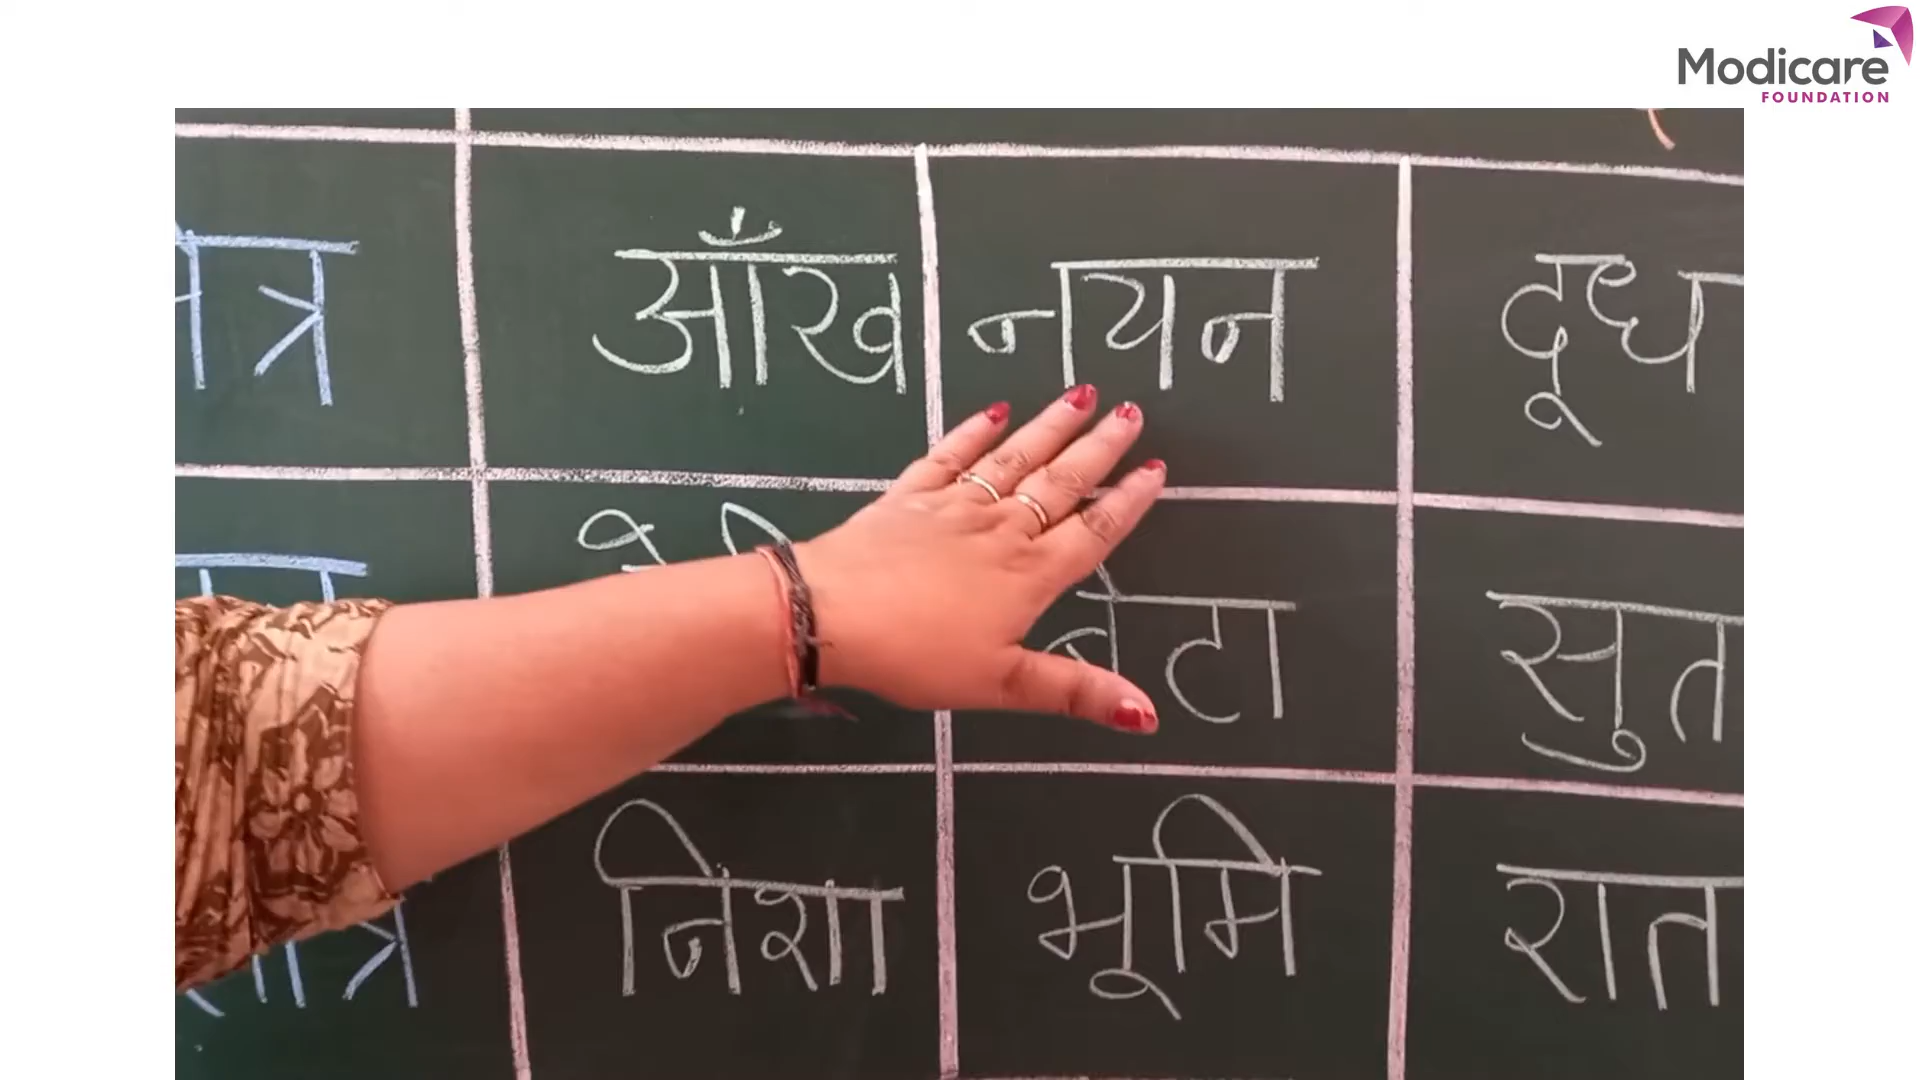 Modicare
FOUNDATION
आँख नयन दूध
बेटा सुत
निशा भूमि रात